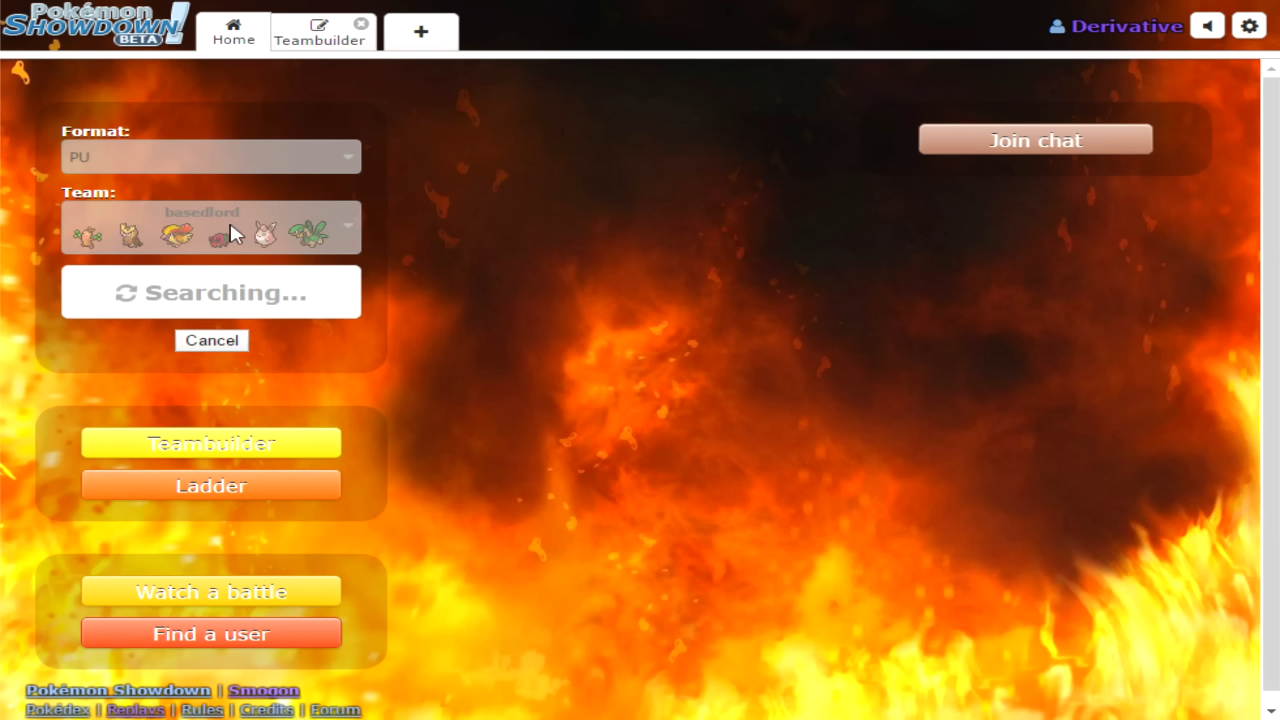 Pokémon
SHOWDOWN!
BETA
Home
Teambuilder
+
Derivative
Format:
PU
Team:
basedlord
Searching...
Cancel
Join chat
Teambuilder
Ladder
Watch a battle
Find a user
Pokémon Showdown | Smogon
Pokédex | Replays | Rules | Credits | Forum